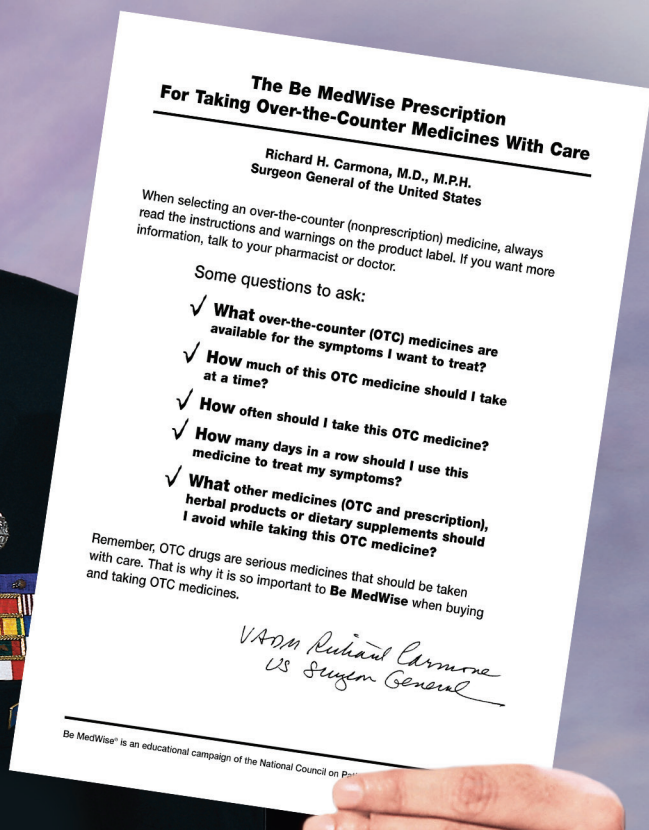 The Be MedWise Prescription
For Taking Over-the-Counter Medicines With Care
Richard H. Carmona, M.D., M.P.H.
Surgeon General of the United States
When selecting an over-the-counter (nonprescription) medicine, always
read the instructions and warnings on the product label. If you want more
information, talk to your pharmacist or doctor.
Some questions to ask:
✓ What over-the-counter (OTC) medicines are
available for the symptoms I want to treat?
✓ How much of this OTC medicine should I take
at a time?
✓ How often should I take this OTC medicine?
✓ How many days in a row should I use this
medicine to treat my symptoms?
✓ What other medicines (OTC and prescription),
herbal products or dietary supplements should
I avoid while taking this OTC medicine?
Remember, OTC drugs are serious medicines that should be taken
with care. That is why it is so important to Be MedWise when buying
and taking OTC medicines.
VADM Richard Carmona
US Surgeon General
Be MedWise® is an educational campaign of the National Council on